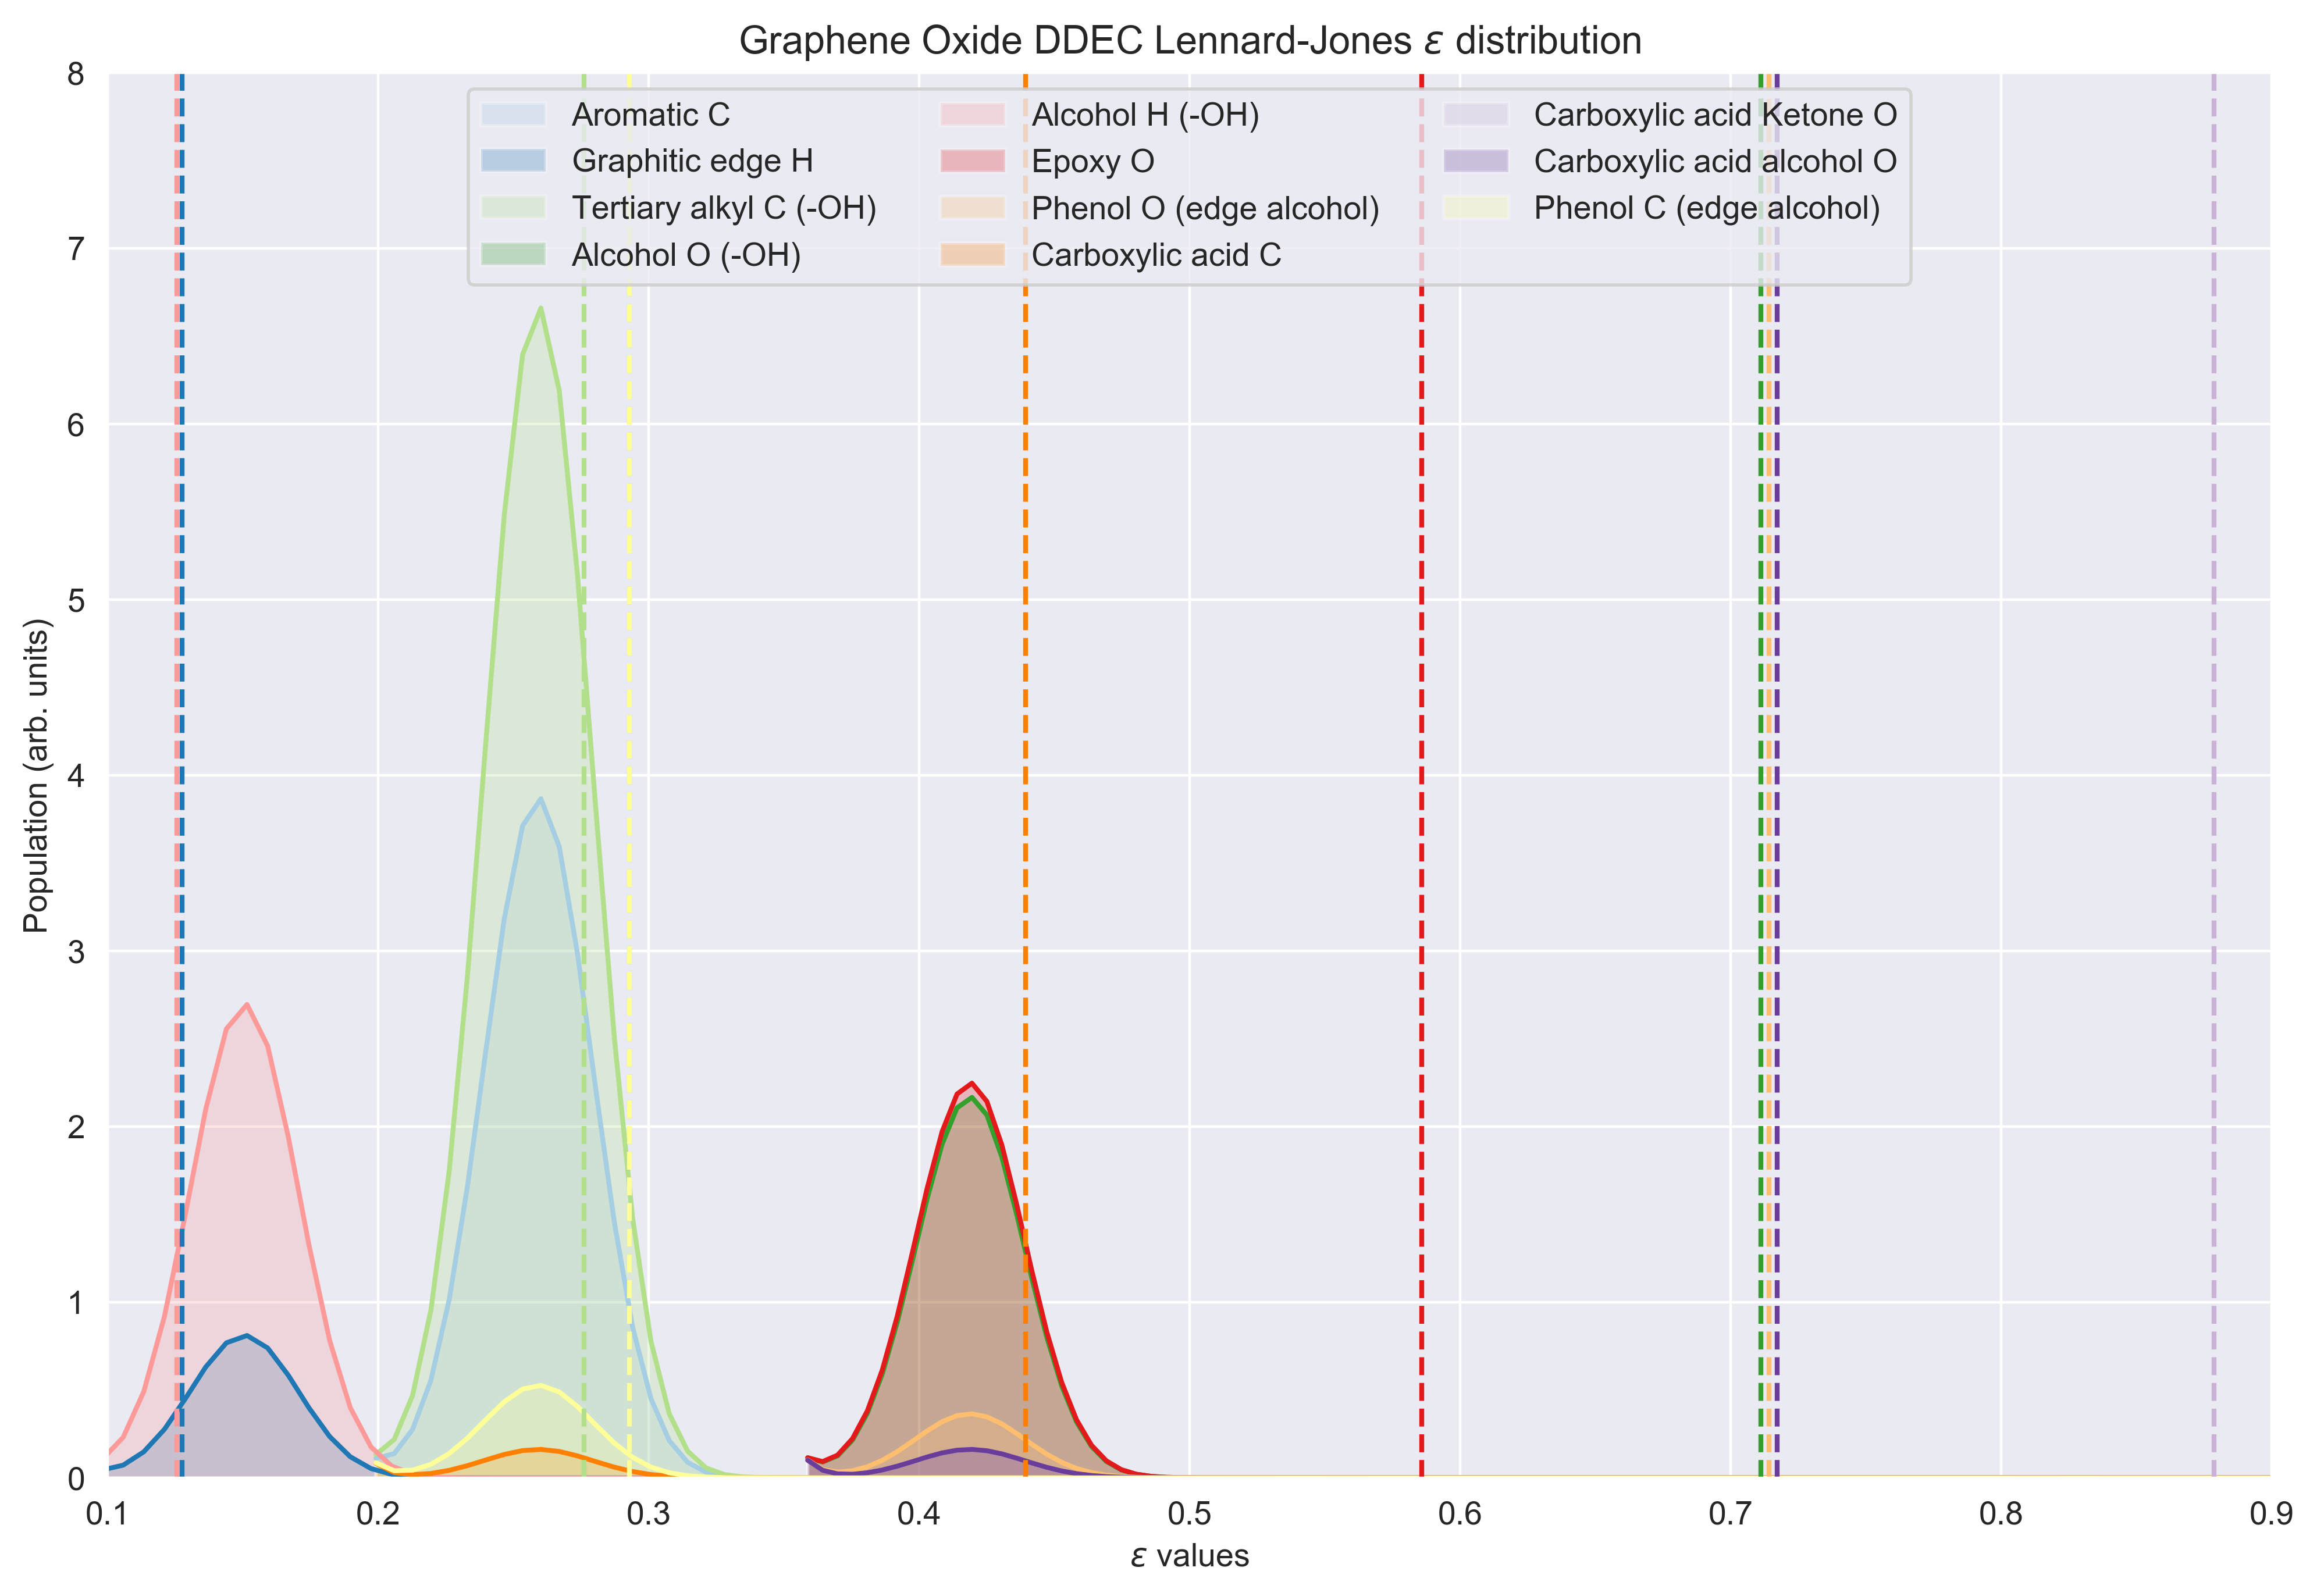 Graphene Oxide DDEC Lennard-Jones ε distribution
8
7
6
5
4
3
2
1
0
Population (arb. units)
Aromatic C
Graphitic edge H
Tertiary alkyl C (-OH)
Alcohol O (-OH)
Alcohol H (-OH)
Epoxy O
Phenol O (edge alcohol)
Carboxylic acid C
Carboxylic acid Ketone O
Carboxylic acid alcohol O
Phenol C (edge alcohol)
0.1 0.2 0.3 0.4 0.5 0.6 0.7 0.8 0.9
ε values